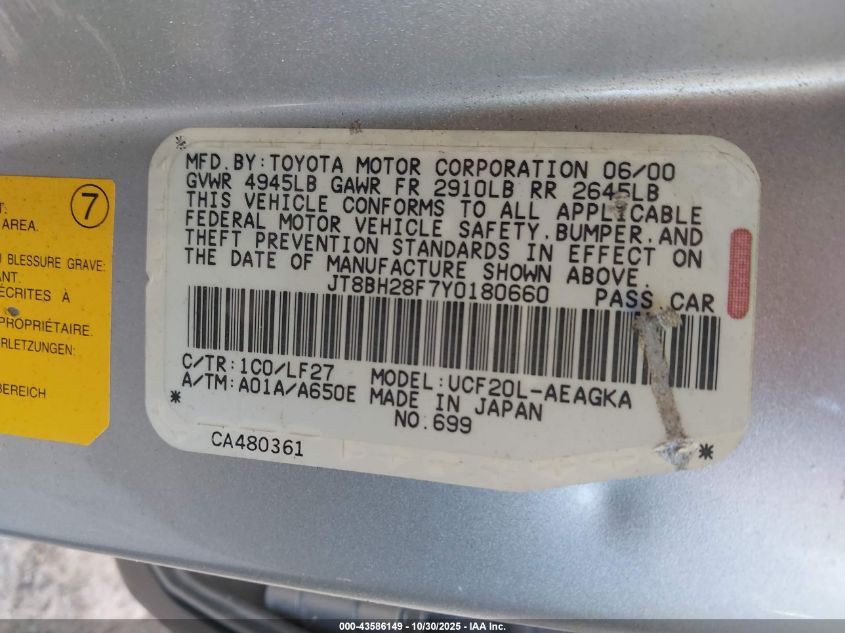 MFD.BY:TOYOTA MOTOR CORPORATION 06/00
GVWR 4945LB GAWR FR 2910LB RR 2645LB
THIS VEHICLE CONFORMS TO ALL APPLICABLE
FEDERAL MOTOR VEHICLE SAFETY,BUMPER,AND
THEFT PREVENTION STANDARDS IN EFFECT ON
THE DATE OF MANUFACTURE SHOWN ABOVE.
JT8BH28F7Y0180660 PASS.CAR
C/TR:1C0/LF27 MODEL:UCF20L-AEAGKA
A/TM:A01A/A650E MADE IN JAPAN
* NO.699 *
CA480361
7
AREA.
BLESSURE GRAVE:
ANT.
ÉCRITES À
PROPRIÉTAIRE.
ERLETZUNGEN:
BEREICH
000-43586149 - 10/30/2025 - IAA Inc.